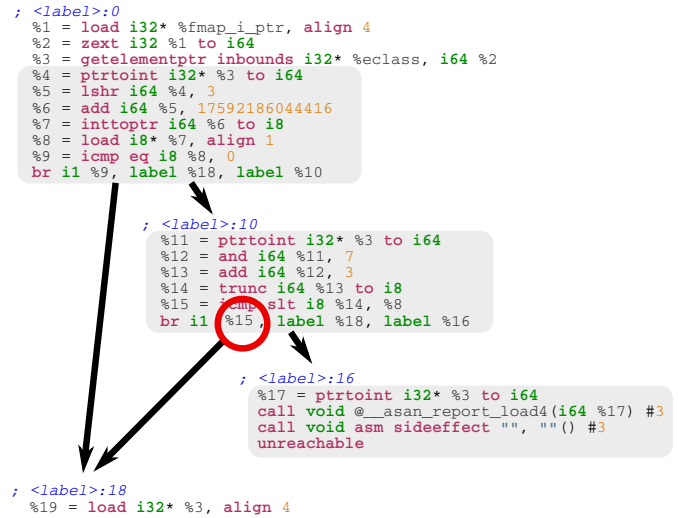 ; <label>:0
%1 = load i32* %fmap_i_ptr, align 4
%2 = zext i32 %1 to i64
%3 = getelementptr inbounds i32* %eclass, i64 %2
%4 = ptrtoint i32* %3 to i64
%5 = lshr i64 %4, 3
%6 = add i64 %5, 17592186044416
%7 = inttoptr i64 %6 to i8
%8 = load i8* %7, align 1
%9 = icmp eq i8 %8, 0
br i1 %9, label %18, label %10
; <label>:10
%11 = ptrtoint i32* %3 to i64
%12 = and i64 %11, 7
%13 = add i64 %12, 3
%14 = trunc i64 %13 to i8
%15 = icmp slt i8 %14, %8
br i1 %15, label %18, label %16
; <label>:16
%17 = ptrtoint i32* %3 to i64
call void @__asan_report_load4(i64 %17) #3
call void asm sideeffect "", ""() #3
unreachable
; <label>:18
%19 = load i32* %3, align 4